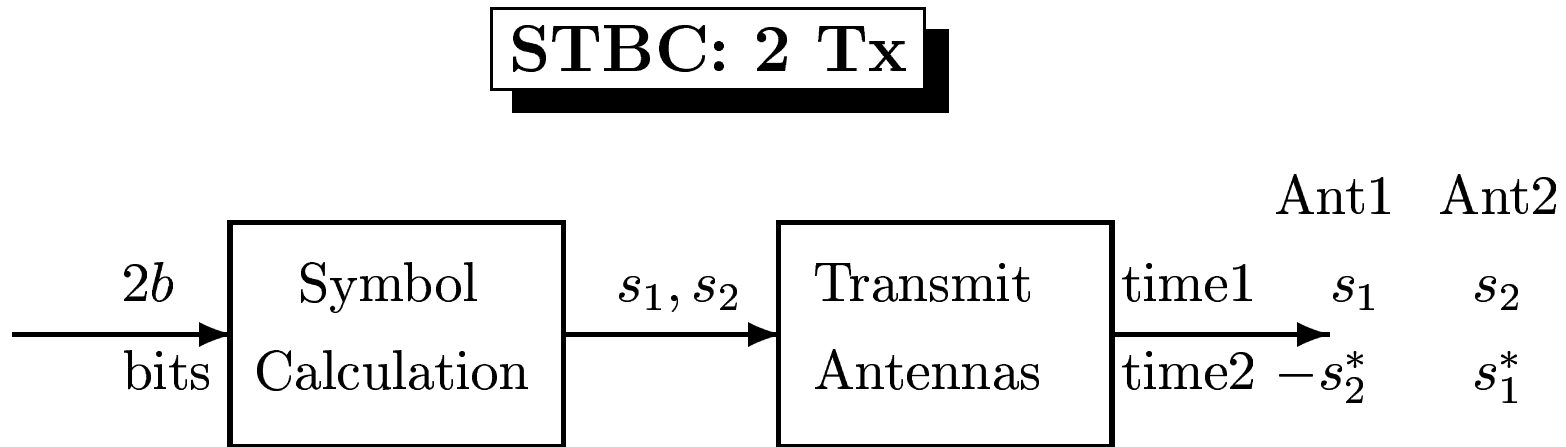 STBC: 2 Tx
Ant1 Ant2
2b Symbol s₁, s₂ Transmit time1 s₁ s₂
bits Calculation Antennas time2 −s₂* s₁*